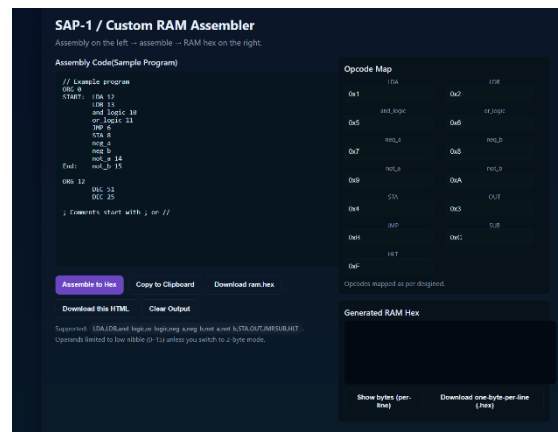 SAP-1 / Custom RAM Assembler
Assembly on the left → assemble → RAM hex on the right.
Assembly Code(Sample Program)
// Example program
ORG 0
START: LDA 12
LDB 13
and_logic 10
or_logic 11
JMP 6
STA 8
neg_a
neg_b
not_a 14
End: not_b 15
ORG 12
DEC 51
DEC 25
; Comments start with ; or //
Assemble to Hex Copy to Clipboard Download ram.hex
Download this HTML Clear Output
Supported: LDA,LDB,and_logic,or_logic,neg_a,neg_b,not_a,not_b,STA,OUT,JMP,SUB,HLT .
Operands limited to low nibble (0–15) unless you switch to 2-byte mode.
Opcode Map
LDA LDB
0x1 0x2
and_logic or_logic
0x5 0x6
neg_a neg_b
0x7 0x8
not_a not_b
0x9 0xA
STA OUT
0x4 0x3
JMP SUB
0xC
HLT
0xF
Opcodes mapped as per desgined.
Generated RAM Hex
Show bytes (per-line) Download one-byte-per-line (.hex)